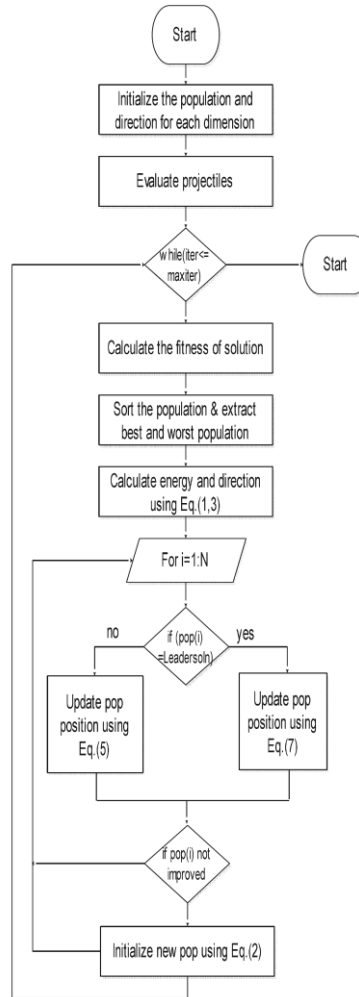 Start
Initialize the population and
direction for each dimension
Evaluate projectiles
while(iter<=
maxiter)
Start
Calculate the fitness of solution
Sort the population & extract
best and worst population
Calculate energy and direction
using Eq.(1,3)
For i=1:N
if (pop(i)
=Leadersoln)
no
yes
Update pop
position using
Eq.(5)
Update pop
position using
Eq.(7)
if pop(i) not
improved
Initialize new pop using Eq.(2)